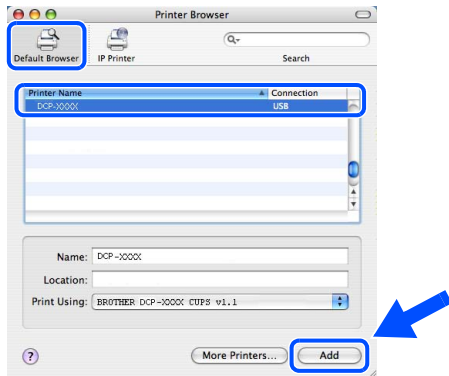 Printer Browser
Default Browser IP Printer Search
Printer Name Connection
DCP-XXXX USB
Name: DCP-XXXX
Location:
Print Using: BROTHER DCP-XXXX CUPS v1.1
? More Printers... Add